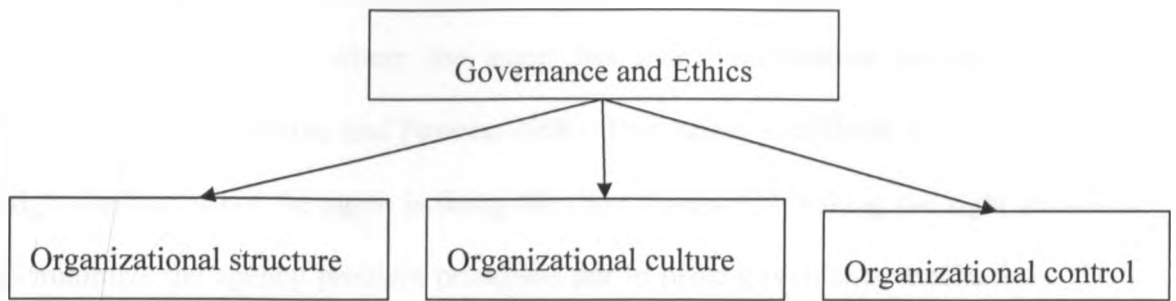 Governance and Ethics
Organizational structure
Organizational culture
Organizational control